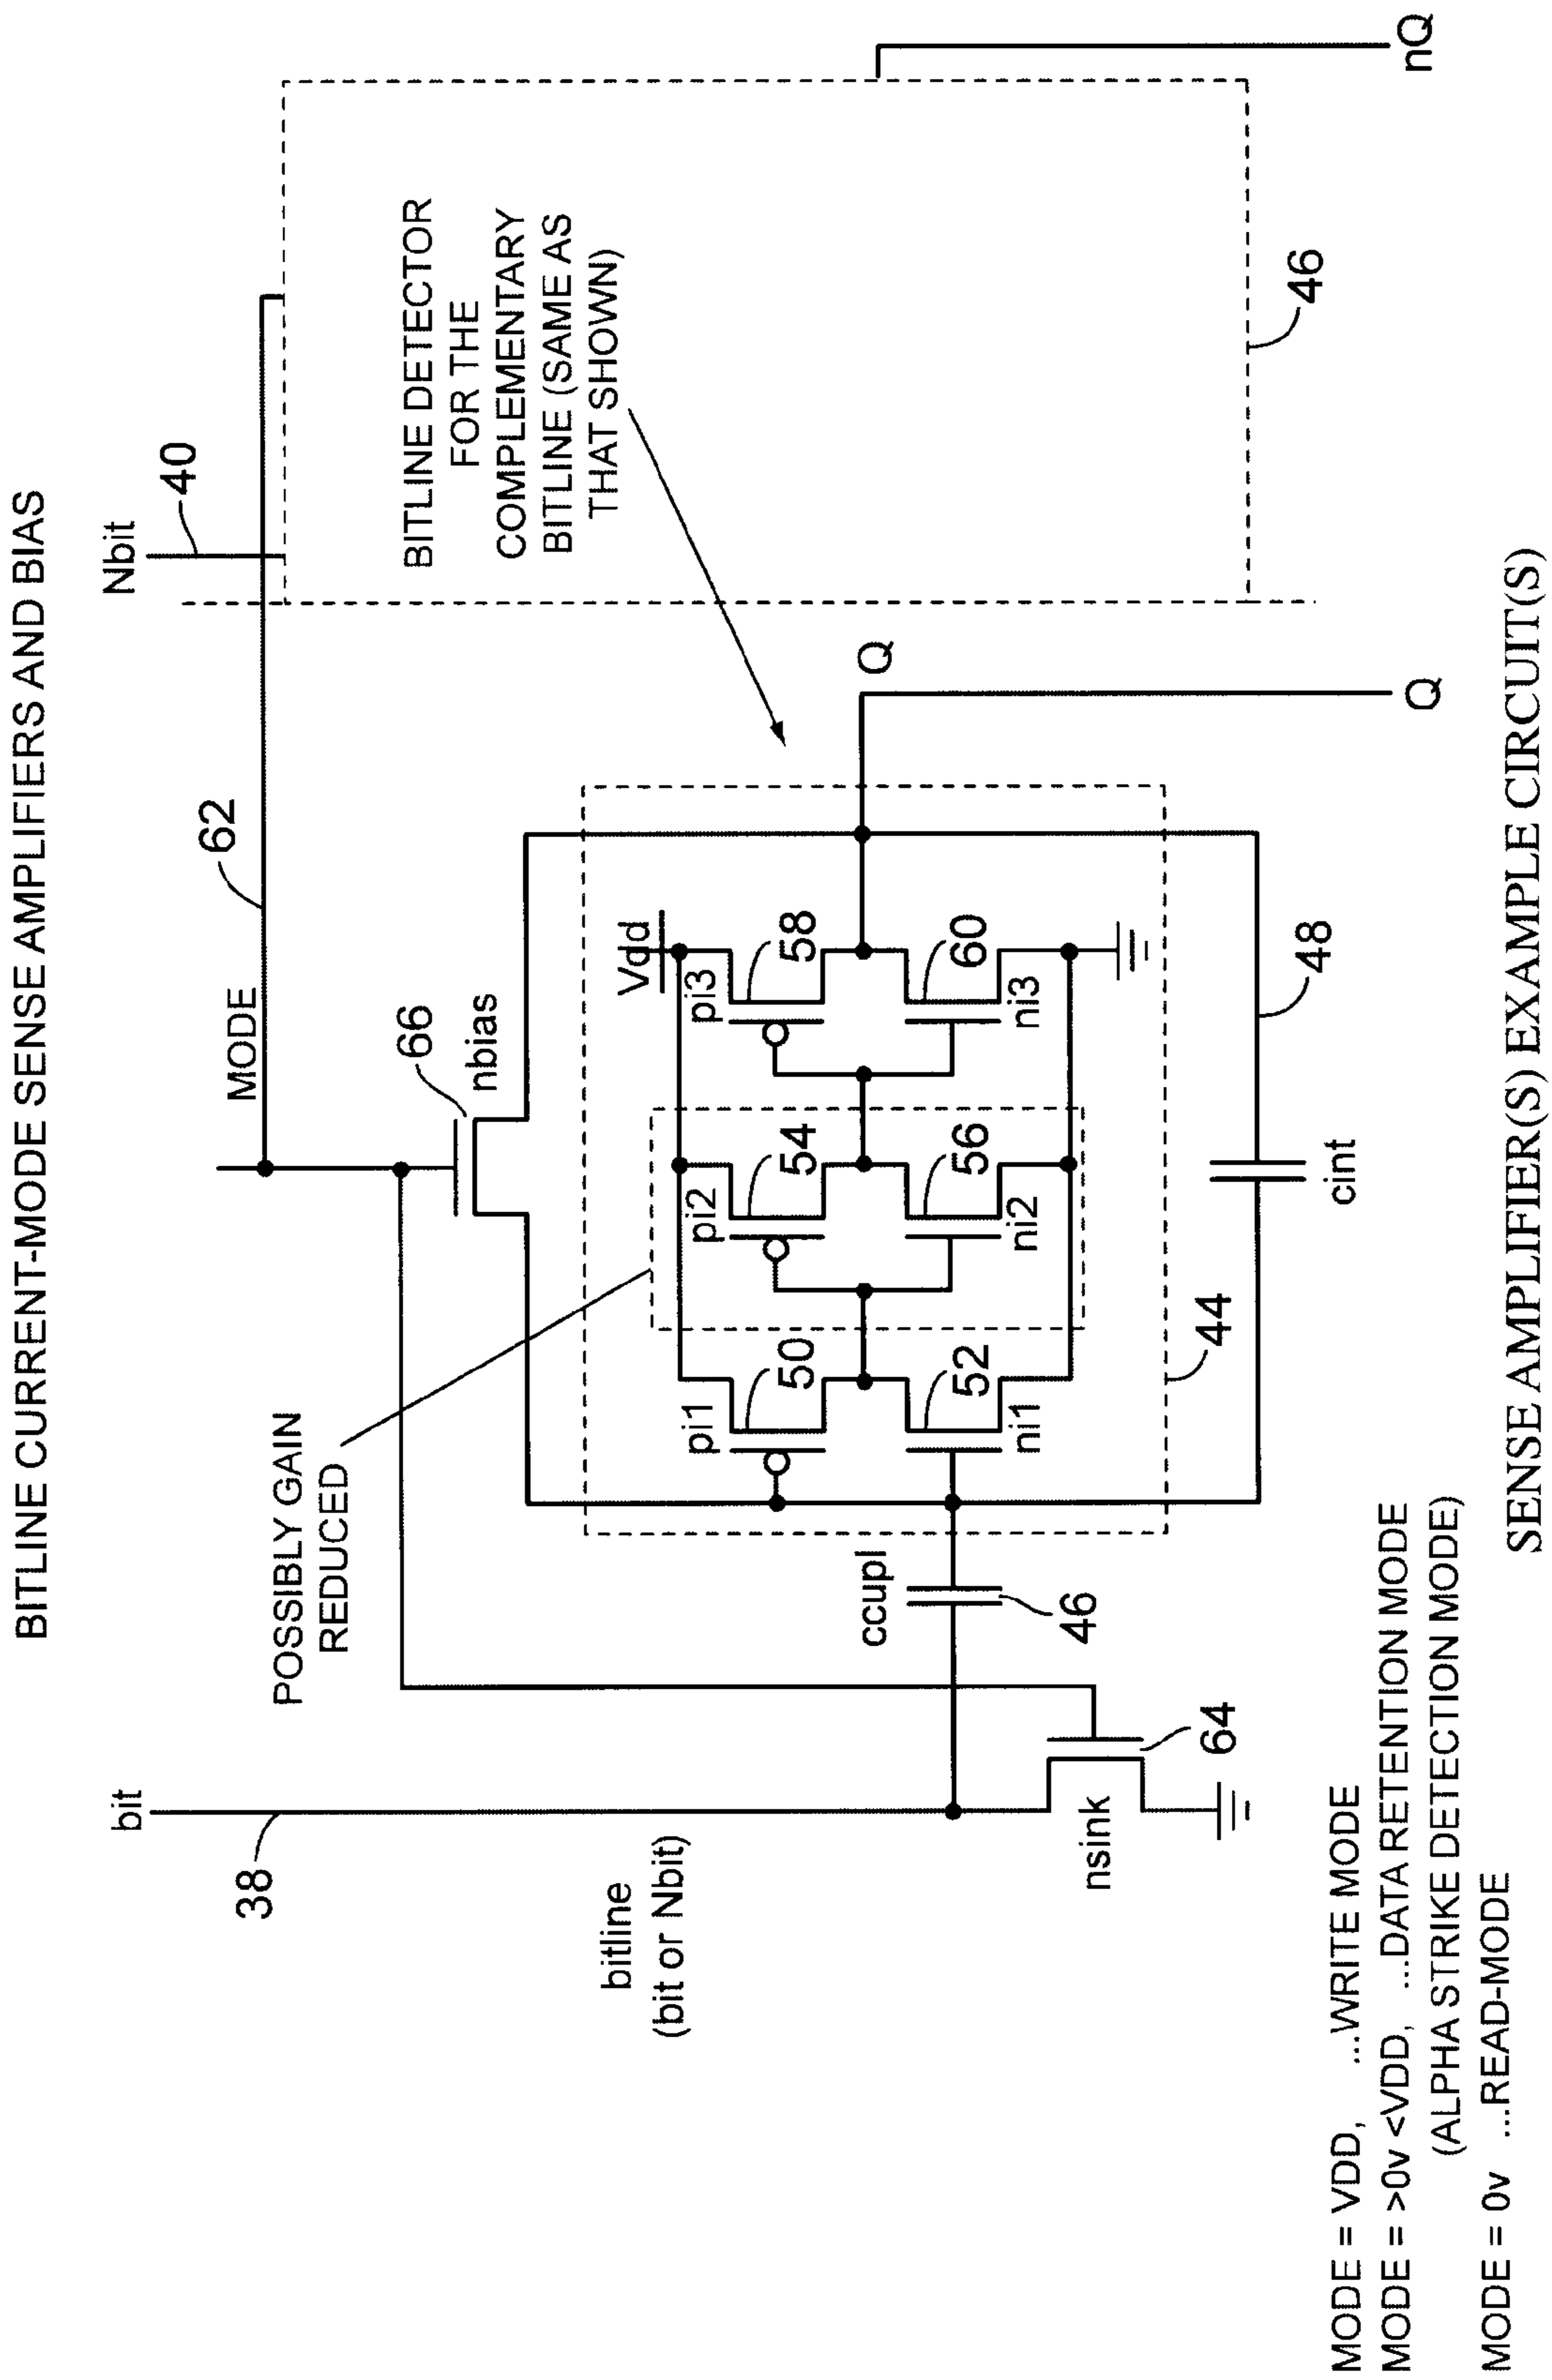 BITLINE CURRENT-MODE SENSE AMPLIFIERS AND BIAS
Nbit
40
62
MODE
66
nbias
BITLINE DETECTOR
FOR THE
COMPLEMENTARY
BITLINE (SAME AS
THAT SHOWN)
46
nQ
POSSIBLY GAIN
REDUCED
bit
38
bitline
(bit or Nbit)
Vdd
pi1
50
pi2
54
pi3
58
Q
ni1
52
ni2
56
ni3
60
ccupl
46
44
48
cint
Q
nsink
64
MODE = VDD, ....WRITE MODE
MODE = >0v <VDD, ...DATA RETENTION MODE
(ALPHA STRIKE DETECTION MODE)
MODE = 0v ...READ-MODE
SENSE AMPLIFIER(S) EXAMPLE CIRCUIT(S)